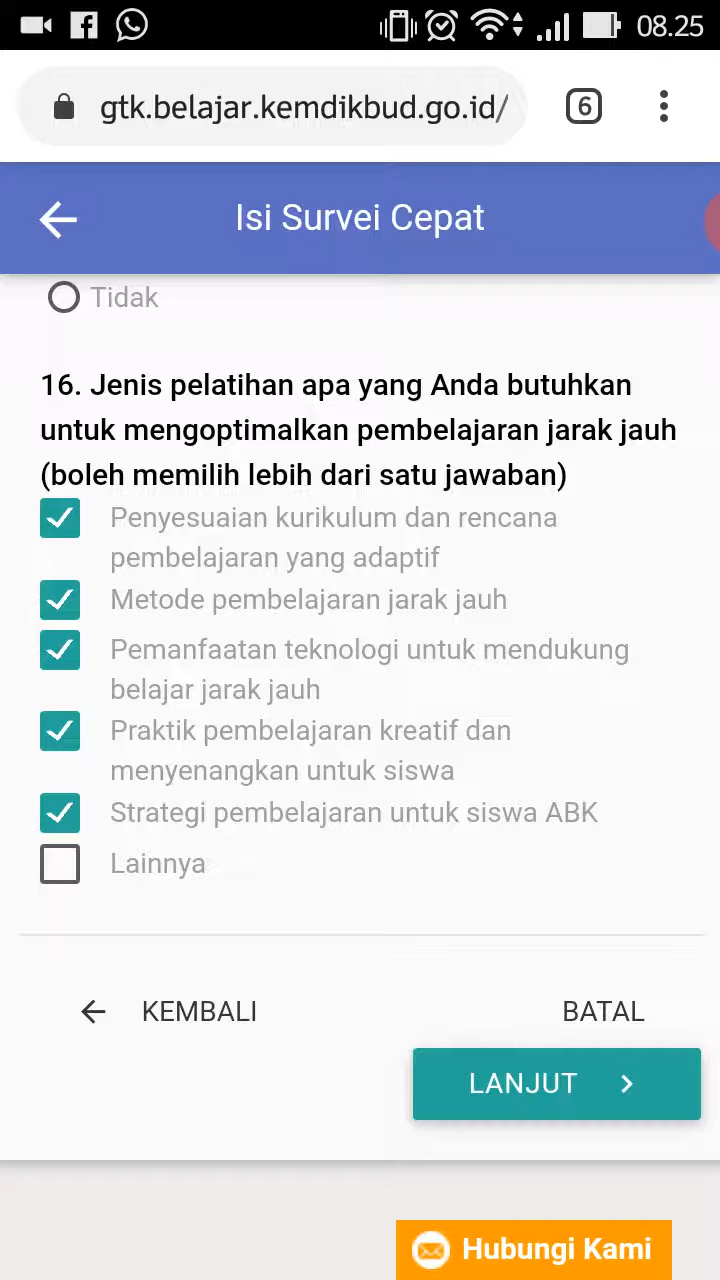 08.25
gtk.belajar.kemdikbud.go.id/
6
Isi Survei Cepat
Tidak
16. Jenis pelatihan apa yang Anda butuhkan
untuk mengoptimalkan pembelajaran jarak jauh
(boleh memilih lebih dari satu jawaban)
Penyesuaian kurikulum dan rencana
pembelajaran yang adaptif
Metode pembelajaran jarak jauh
Pemanfaatan teknologi untuk mendukung
belajar jarak jauh
Praktik pembelajaran kreatif dan
menyenangkan untuk siswa
Strategi pembelajaran untuk siswa ABK
Lainnya
KEMBALI
BATAL
LANJUT
Hubungi Kami